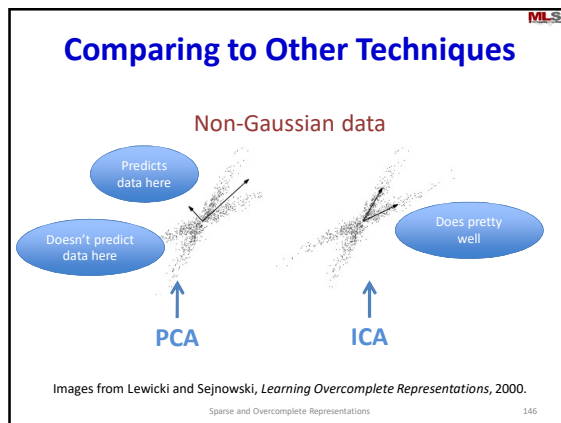 MLS
Comparing to Other Techniques
Non-Gaussian data
Predicts
data here
Doesn't predict
data here
Does pretty
well
PCA
ICA
Images from Lewicki and Sejnowski, Learning Overcomplete Representations, 2000.
Sparse and Overcomplete Representations
146